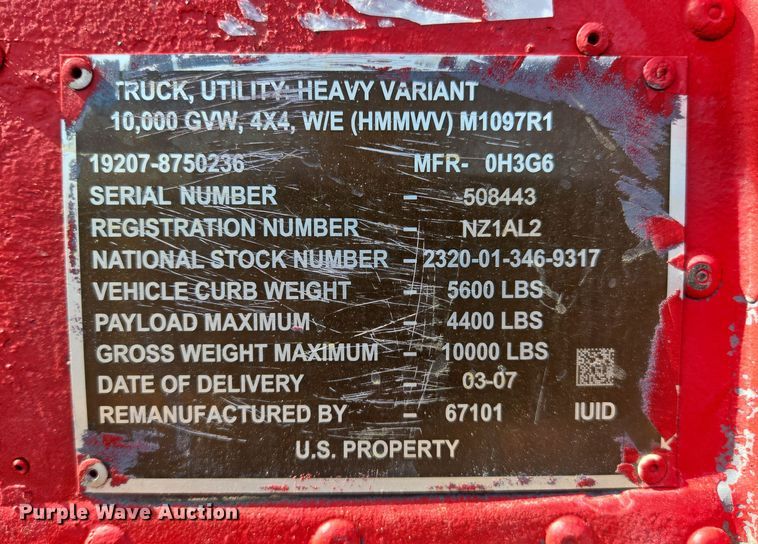 TRUCK, UTILITY: HEAVY VARIANT
10,000 GVW, 4X4, W/E (HMMWV) M1097R1
19207-8750236 MFR- 0H3G6
SERIAL NUMBER - 508443
REGISTRATION NUMBER - NZ1AL2
NATIONAL STOCK NUMBER - 2320-01-346-9317
VEHICLE CURB WEIGHT - 5600 LBS
PAYLOAD MAXIMUM - 4400 LBS
GROSS WEIGHT MAXIMUM - 10000 LBS
DATE OF DELIVERY - 03-07
REMANUFACTURED BY - 67101 IUID
U.S. PROPERTY
Purple Wave Auction